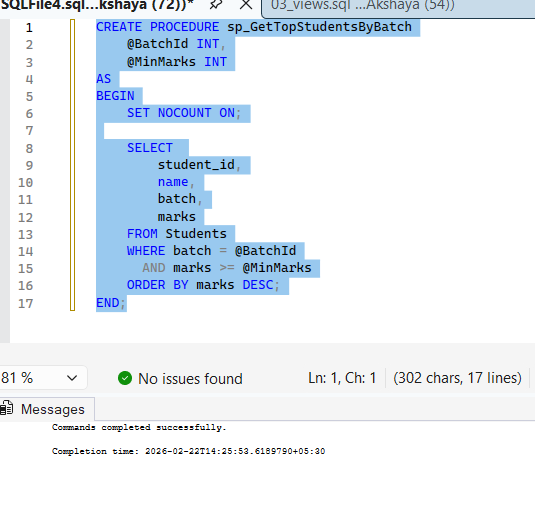 SQLFile4.sql...kshaya (72))*
03_views.sql ...Akshaya (54))
1 CREATE PROCEDURE sp_GetTopStudentsByBatch
2 @BatchId INT,
3 @MinMarks INT
4 AS
5 BEGIN
6 SET NOCOUNT ON;
7
8 SELECT
9 student_id,
10 name,
11 batch,
12 marks
13 FROM Students
14 WHERE batch = @BatchId
15 AND marks >= @MinMarks
16 ORDER BY marks DESC;
17 END;
81 % No issues found Ln: 1, Ch: 1 (302 chars, 17 lines)
Messages
Commands completed successfully.
Completion time: 2026-02-22T14:25:53.6189790+05:30